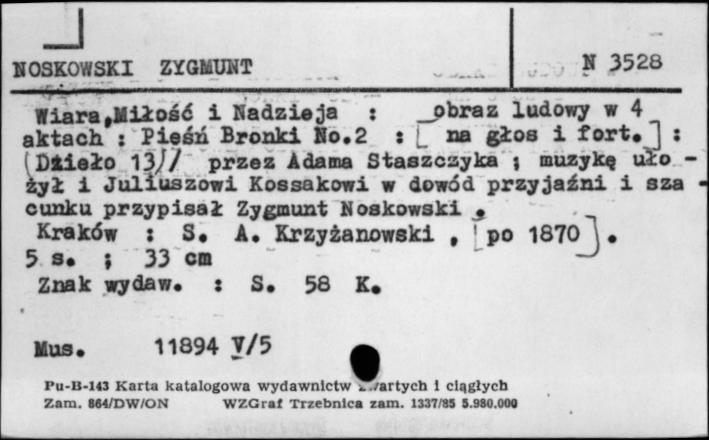 NOSKOWSKI ZYGMUNT
N 3528
Wiara,Miłość i Nadzieja : obraz ludowy w 4
aktach : Pieśń Bronki No.2 : [ na głos i fort. ] :
(Dzieło 13)/ przez Adama Staszczyka ; muzykę uło -
żył i Juliuszowi Kossakowi w dowód przyjaźni i sza -
cunku przypisał Zygmunt Noskowski .
Kraków : S. A. Krzyżanowski , [ po 1870 ] .
5 s. ; 33 cm
Znak wydaw. : S. 58 K.
Mus. 11894 V/5
Pu-B-143 Karta katalogowa wydawnictw zwartych i ciągłych
Zam. 864/DW/ON WZGraf Trzebnica zam. 1337/85 5.980.000